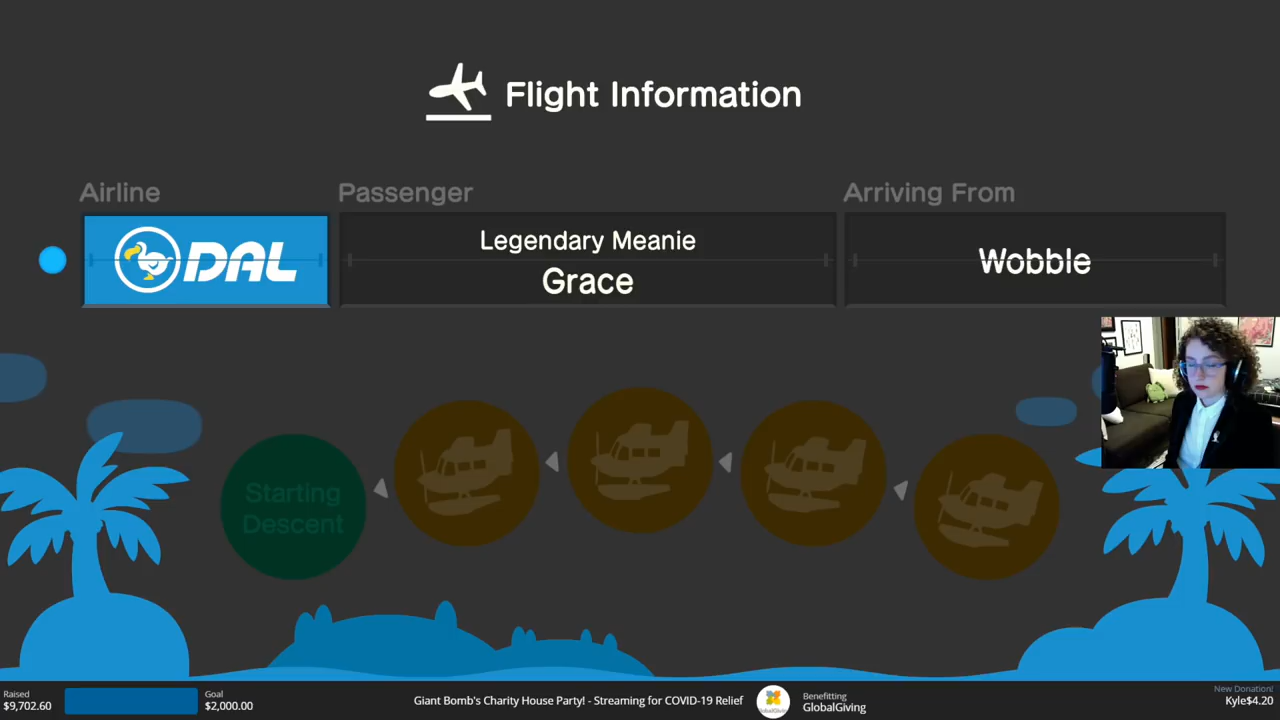 Flight Information
Airline
Passenger
Arriving From
DAL
Legendary Meanie
Grace
Wobble
Starting
Descent
Raised
$9,702.60
Goal
$2,000.00
Giant Bomb's Charity House Party! - Streaming for COVID-19 Relief
GlobalGiving
Benefitting
GlobalGiving
New Donation!
Kyle$4.20